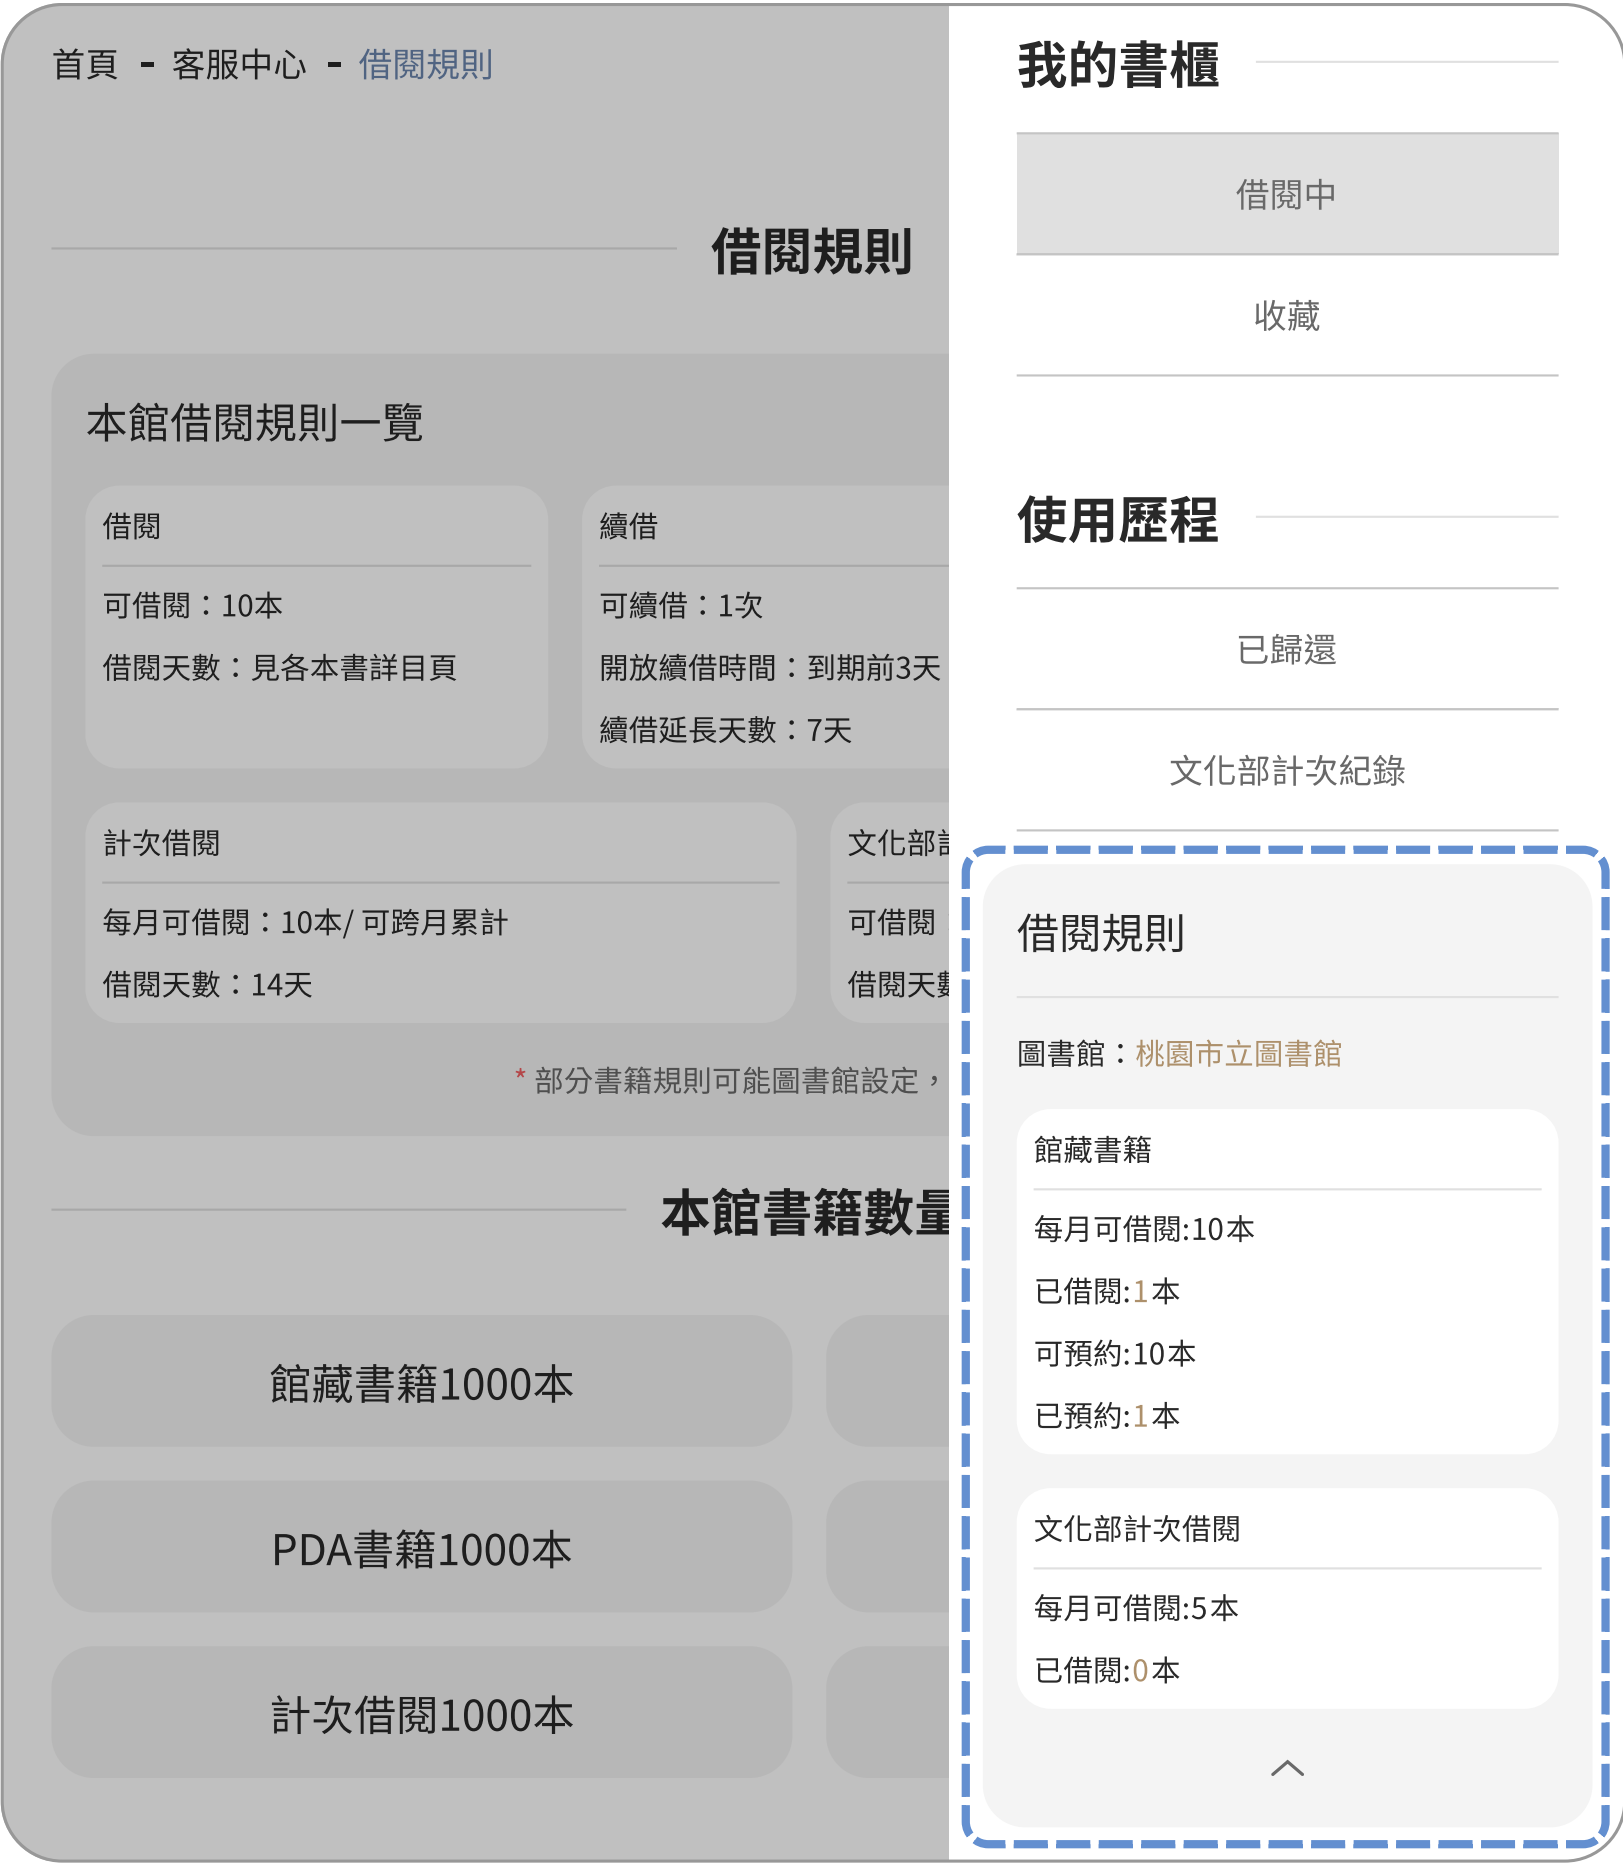 首頁 - 客服中心 - 借閱規則
借閱規則
本館借閱規則一覽
借閱
可借閱：10本
借閱天數：見各本書詳目頁
續借
可續借：1次
開放續借時間：到期前3天
續借延長天數：7天
計次借閱
每月可借閱：10本/ 可跨月累計
借閱天數：14天
文化部
可借閱
借閱天
* 部分書籍規則可能圖書館設定，
本館書籍數量
館藏書籍1000本
PDA書籍1000本
計次借閱1000本
我的書櫃
借閱中
收藏
使用歷程
已歸還
文化部計次紀錄
借閱規則
圖書館：桃園市立圖書館
館藏書籍
每月可借閱:10本
已借閱:1本
可預約:10本
已預約:1本
文化部計次借閱
每月可借閱:5本
已借閱:0本